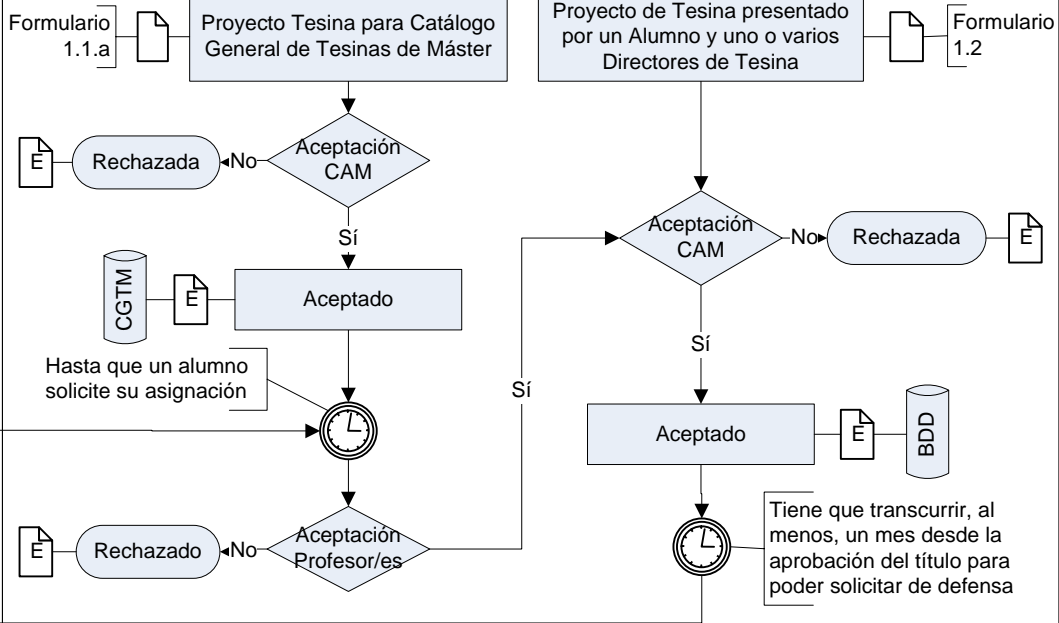 Formulario
1.1.a
Proyecto Tesina para Catálogo
General de Tesinas de Máster
Proyecto de Tesina presentado
por un Alumno y uno o varios
Directores de Tesina
Formulario
1.2
E
Rechazada
No
Aceptación
CAM
Sí
CGTM
E
Aceptado
Hasta que un alumno
solicite su asignación
E
Rechazado
No
Aceptación
Profesor/es
Sí
Aceptación
CAM
No
Rechazada
E
Sí
Aceptado
E
BDD
Tiene que transcurrir, al
menos, un mes desde la
aprobación del título para
poder solicitar de defensa